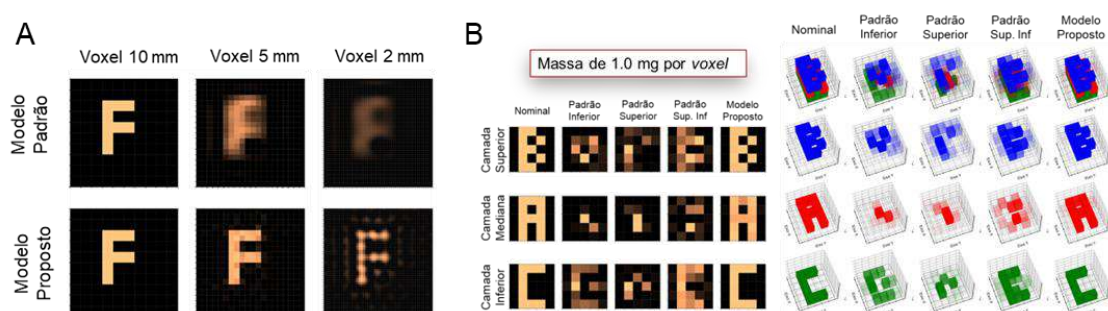 A
Voxel 10 mm
Voxel 5 mm
Voxel 2 mm
Modelo
Padrão
Modelo
Proposto
F
F
F
F
F
F
B
Massa de 1.0 mg por voxel
Nominal
Padrão
Inferior
Padrão
Superior
Padrão
Sup. Inf
Modelo
Proposto
Camada
Superior
Camada
Mediana
Camada
Inferior
Nominal
Padrão
Inferior
Padrão
Superior
Padrão
Sup. Inf
Modelo
Proposto